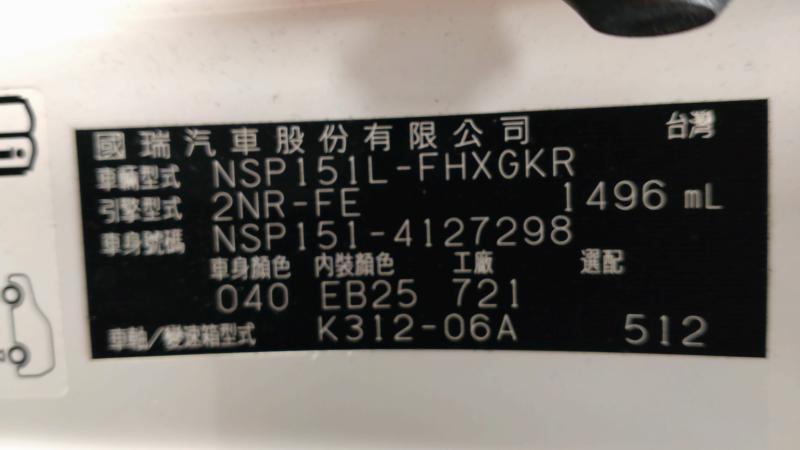 國瑞汽車股份有限公司 台灣
車輛型式 NSP151L-FHXGKR
引擎型式 2NR-FE 1496 mL
車身號碼 NSP151-4127298
車身顏色 內裝顏色 工廠 選配
040 EB25 721
車軸/變速箱型式 K312-06A 512